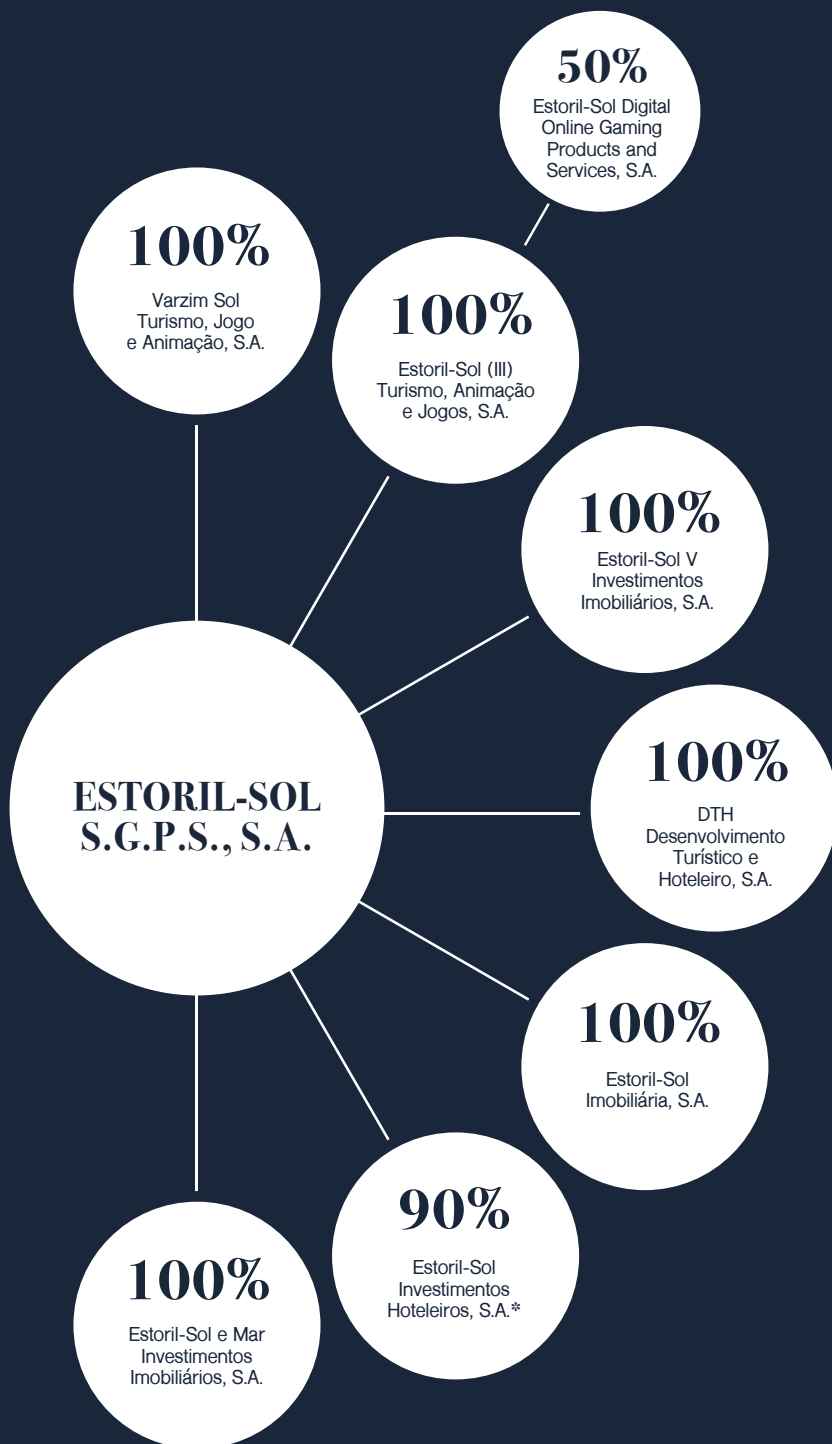 50%
Estoril-Sol Digital
Online Gaming
Products and
Services, S.A.
100%
Varzim Sol
Turismo, Jogo
e Animação, S.A.
100%
Estoril-Sol (III)
Turismo, Animação
e Jogos, S.A.
100%
Estoril-Sol V
Investimentos
Imobiliários, S.A.
100%
DTH
Desenvolvimento
Turístico e
Hoteleiro, S.A.
ESTORIL-SOL
S.G.P.S., S.A.
100%
Estoril-Sol
Imobiliária, S.A.
90%
Estoril-Sol
Investimentos
Hoteleiros, S.A.*
100%
Estoril-Sol e Mar
Investimentos
Imobiliários, S.A.